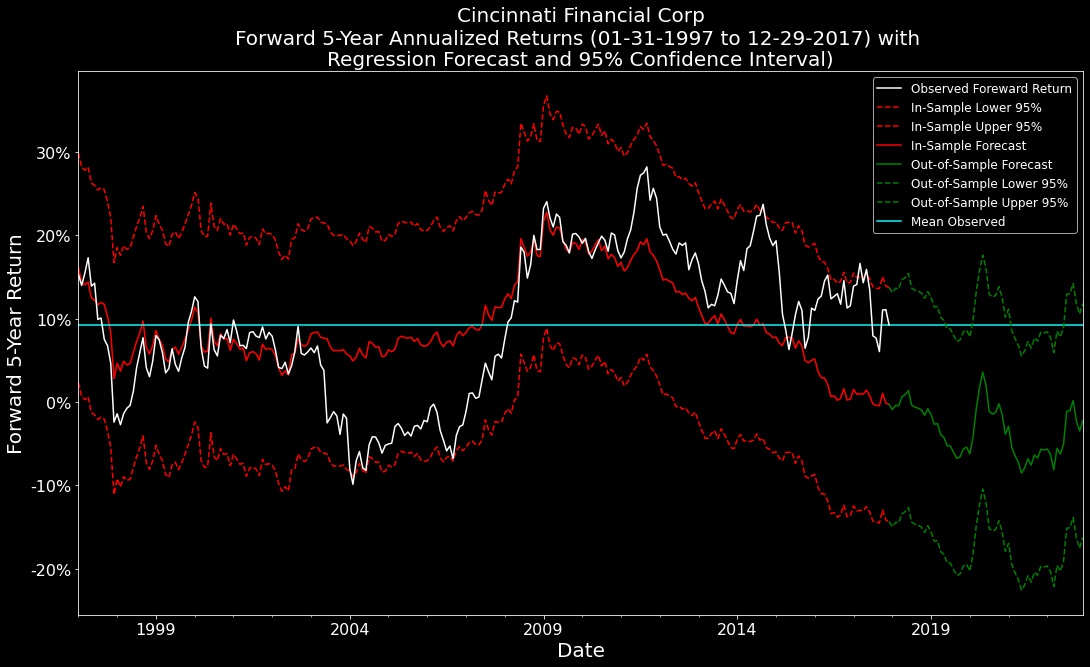 Cincinnati Financial Corp
Forward 5-Year Annualized Returns (01-31-1997 to 12-29-2017) with
Regression Forecast and 95% Confidence Interval)
Observed Foreward Return
In-Sample Lower 95%
In-Sample Upper 95%
In-Sample Forecast
Out-of-Sample Forecast
Out-of-Sample Lower 95%
Out-of-Sample Upper 95%
Mean Observed
Forward 5-Year Return
30%
20%
10%
0%
-10%
-20%
1999
2004
2009
2014
2019
Date